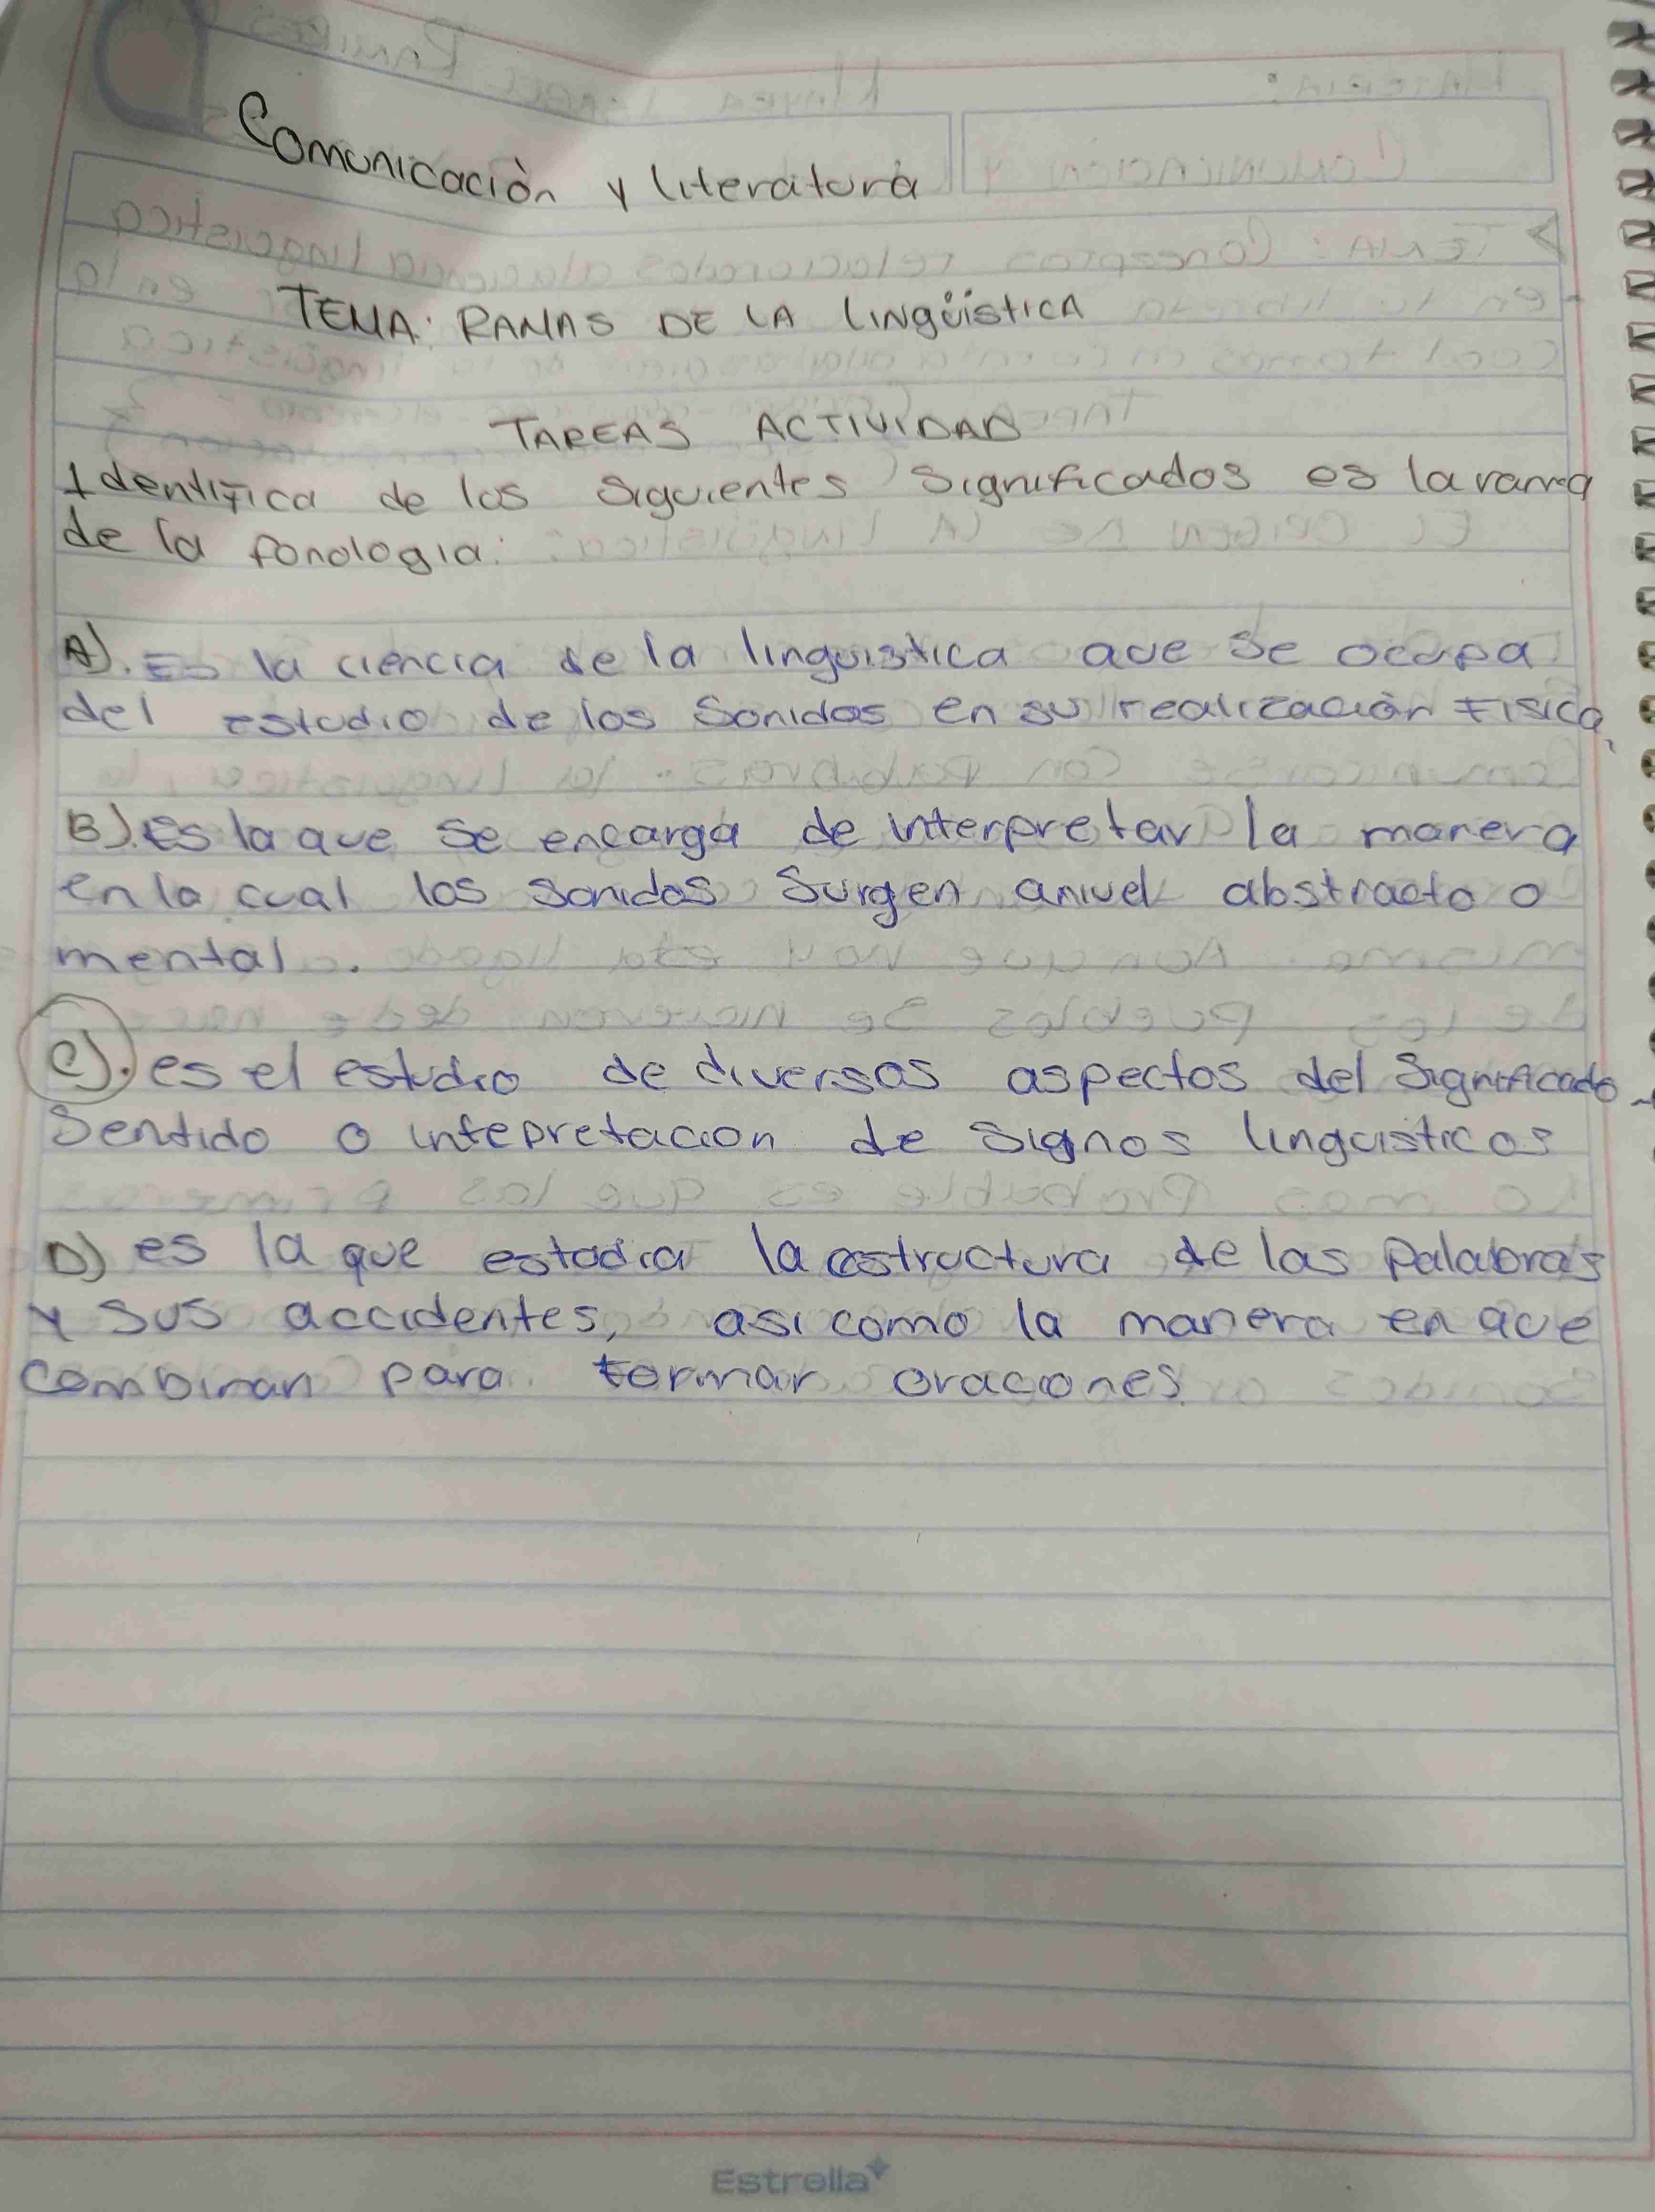 Comunicación y literatura
TEMA: RAMAS DE LA LINGÜÍSTICA
TAREAS ACTIVIDAD
Identifica de los siguientes significados es la rama
de la fonologia:
A). Es la ciencia de la linguistica que se ocupa
del estudio de los Sonidos en su realización Fisica.
B). Es la que se encarga de interpretar la manera
en la cual los sonidos Surgen anivel abstracto o
mental.
C). es el estudio de diversos aspectos del Significado
Sentido o intepretacion de Signos linguisticos
D) es la que estudia la estructura de las Palabras
y sus accidentes, asi como la manera en que
combinan para formar oraciones.
Estrella